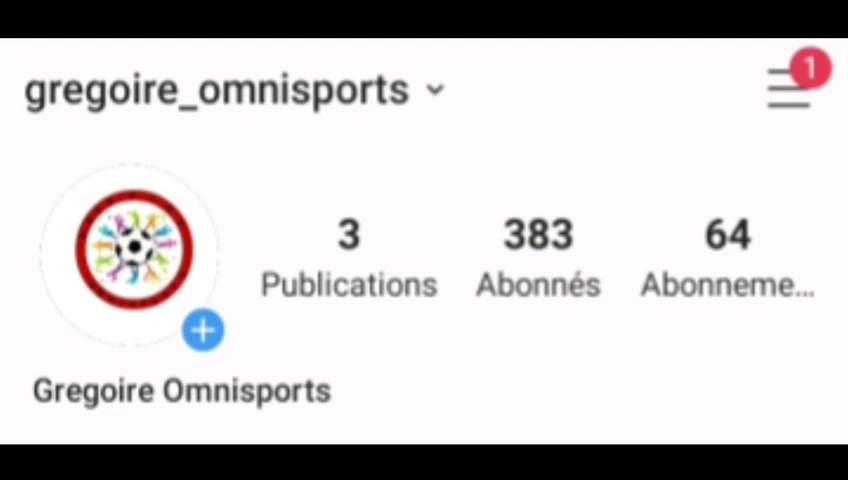 gregoire_omnisports
1
3 383 64
Publications Abonnés Abonneme...
Gregoire Omnisports